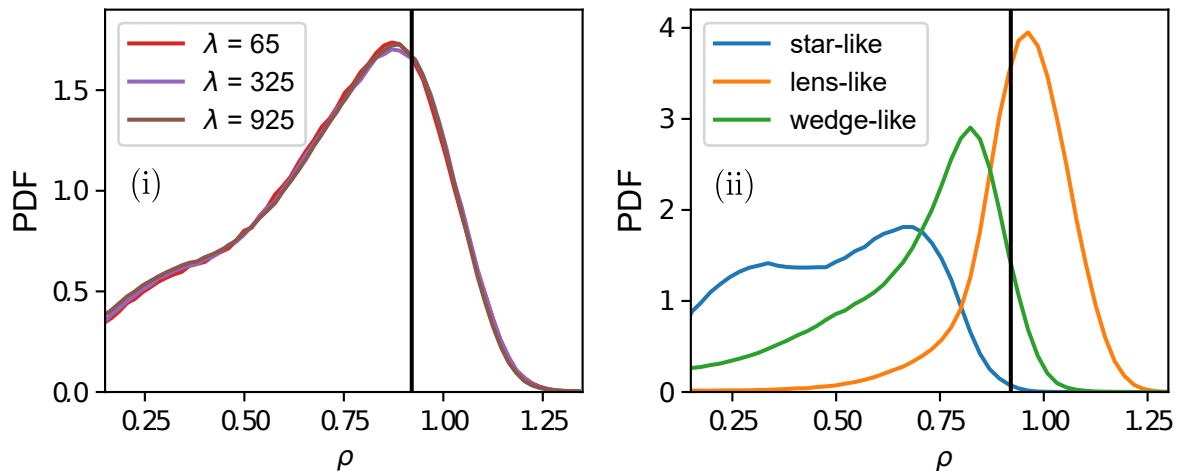 PDF
1.5
1.0
0.5
0.0
λ = 65
λ = 325
λ = 925
(i)
0.25 0.50 0.75 1.00 1.25
ρ
PDF
4
3
2
1
0
star-like
lens-like
wedge-like
(ii)
0.25 0.50 0.75 1.00 1.25
ρ